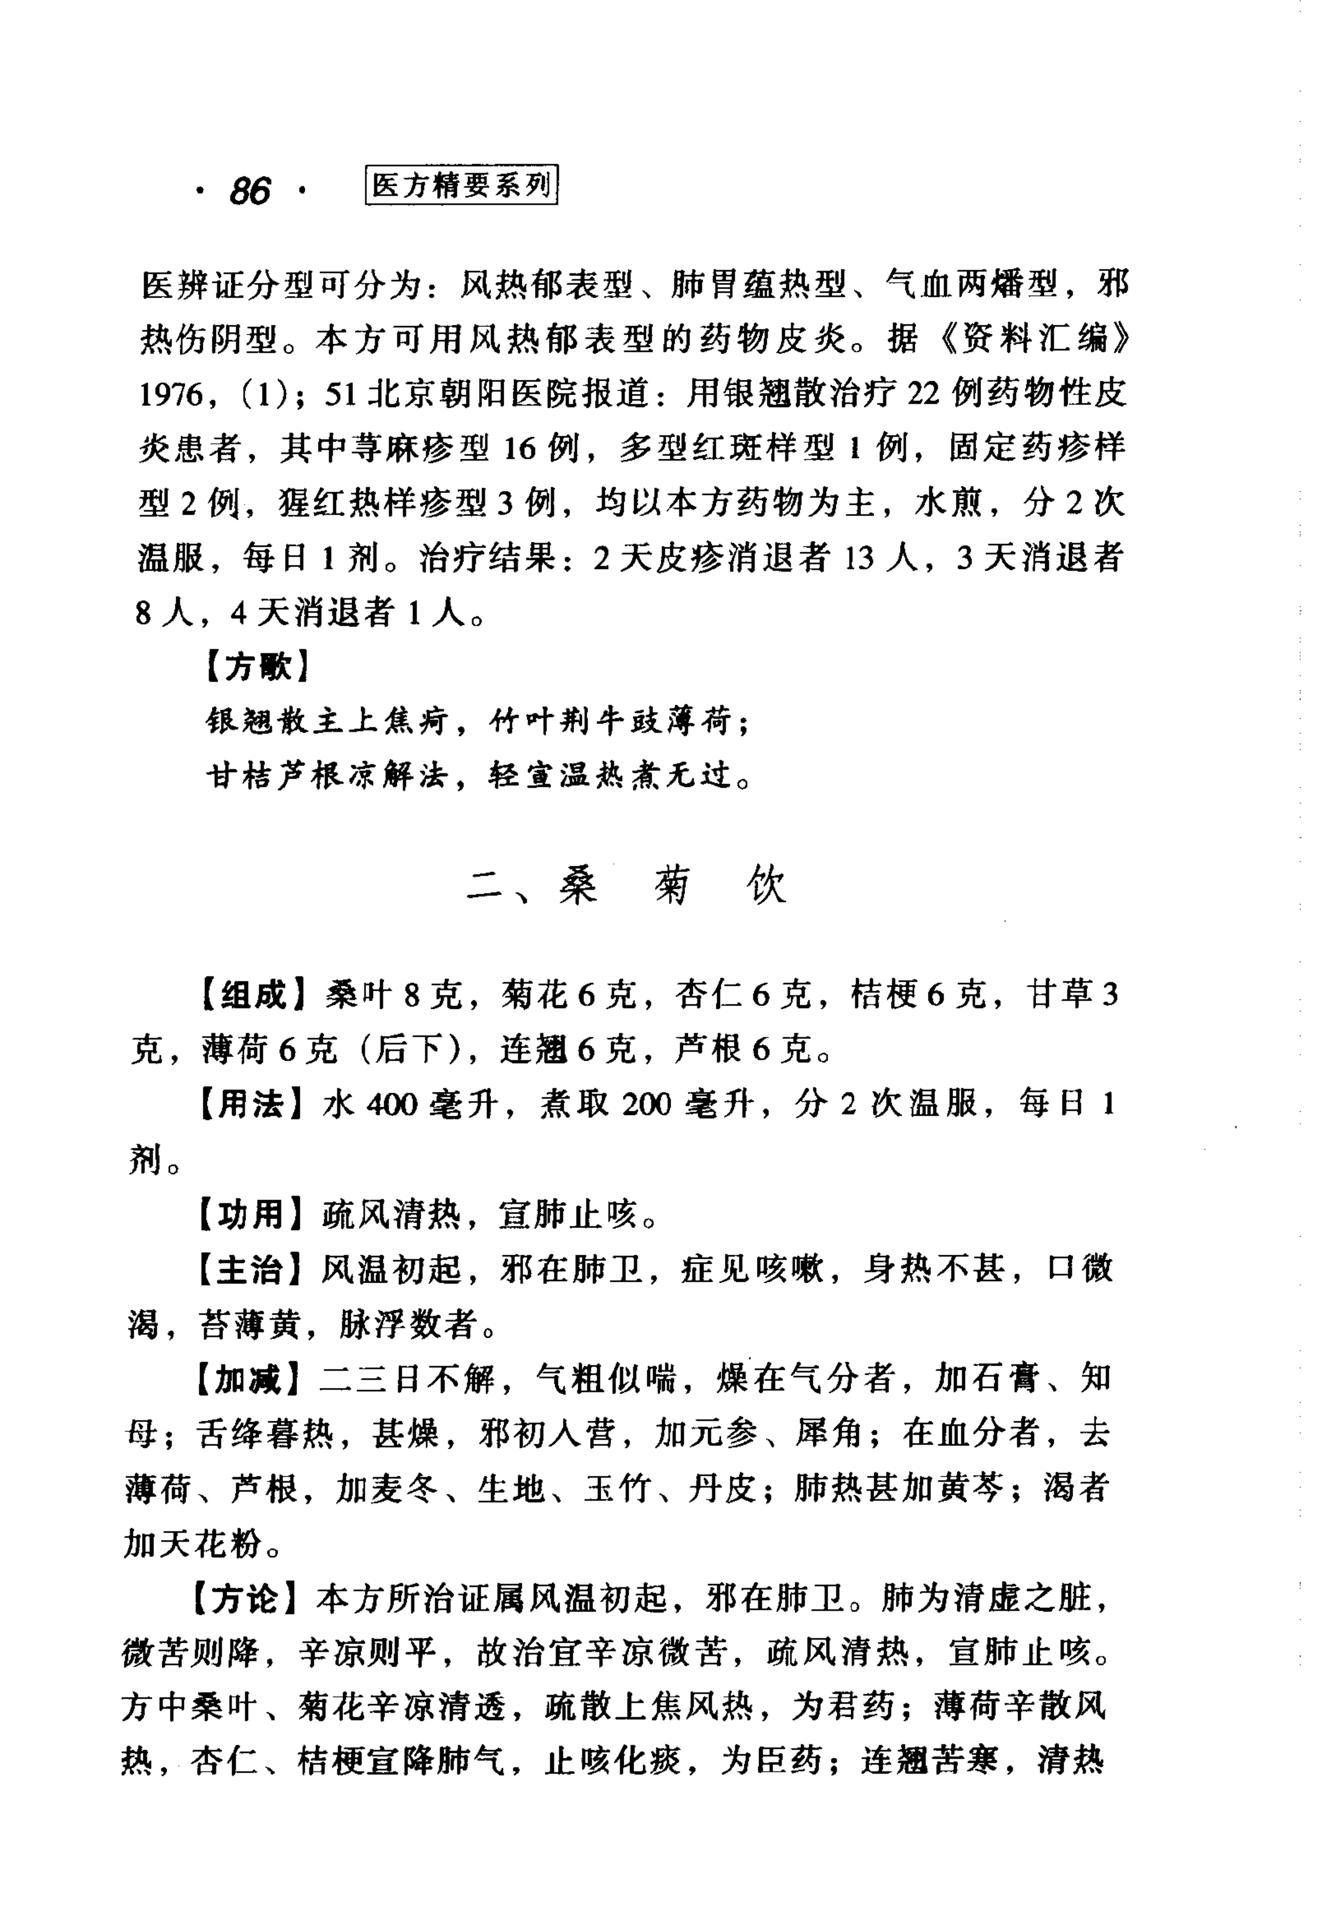 · 86 · 医方精要系列
医辨证分型可分为：风热郁表型、肺胃蕴热型、气血两燔型，邪
热伤阴型。本方可用风热郁表型的药物皮炎。据《资料汇编》
1976，（1）；51北京朝阳医院报道：用银翘散治疗22例药物性皮
炎患者，其中荨麻疹型16例，多型红斑样型1例，固定药疹样
型2例，猩红热样疹型3例，均以本方药物为主，水煎，分2次
温服，每日1剂。治疗结果：2天皮疹消退者13人，3天消退者
8人，4天消退者1人。
【方歌】
银翘散主上焦疴，竹叶荆牛豉薄荷；
甘桔芦根凉解法，轻宣温热煮无过。
二、桑 菊 饮
【组成】桑叶8克，菊花6克，杏仁6克，桔梗6克，甘草3
克，薄荷6克（后下），连翘6克，芦根6克。
【用法】水400毫升，煮取200毫升，分2次温服，每日1
剂。
【功用】疏风清热，宣肺止咳。
【主治】风温初起，邪在肺卫，症见咳嗽，身热不甚，口微
渴，苔薄黄，脉浮数者。
【加减】二三日不解，气粗似喘，燥在气分者，加石膏、知
母；舌绛暮热，甚燥，邪初入营，加元参、犀角；在血分者，去
薄荷、芦根，加麦冬、生地、玉竹、丹皮；肺热甚加黄芩；渴者
加天花粉。
【方论】本方所治证属风温初起，邪在肺卫。肺为清虚之脏，
微苦则降，辛凉则平，故治宜辛凉微苦，疏风清热，宣肺止咳。
方中桑叶、菊花辛凉清透，疏散上焦风热，为君药；薄荷辛散风
热，杏仁、桔梗宣降肺气，止咳化痰，为臣药；连翘苦寒，清热